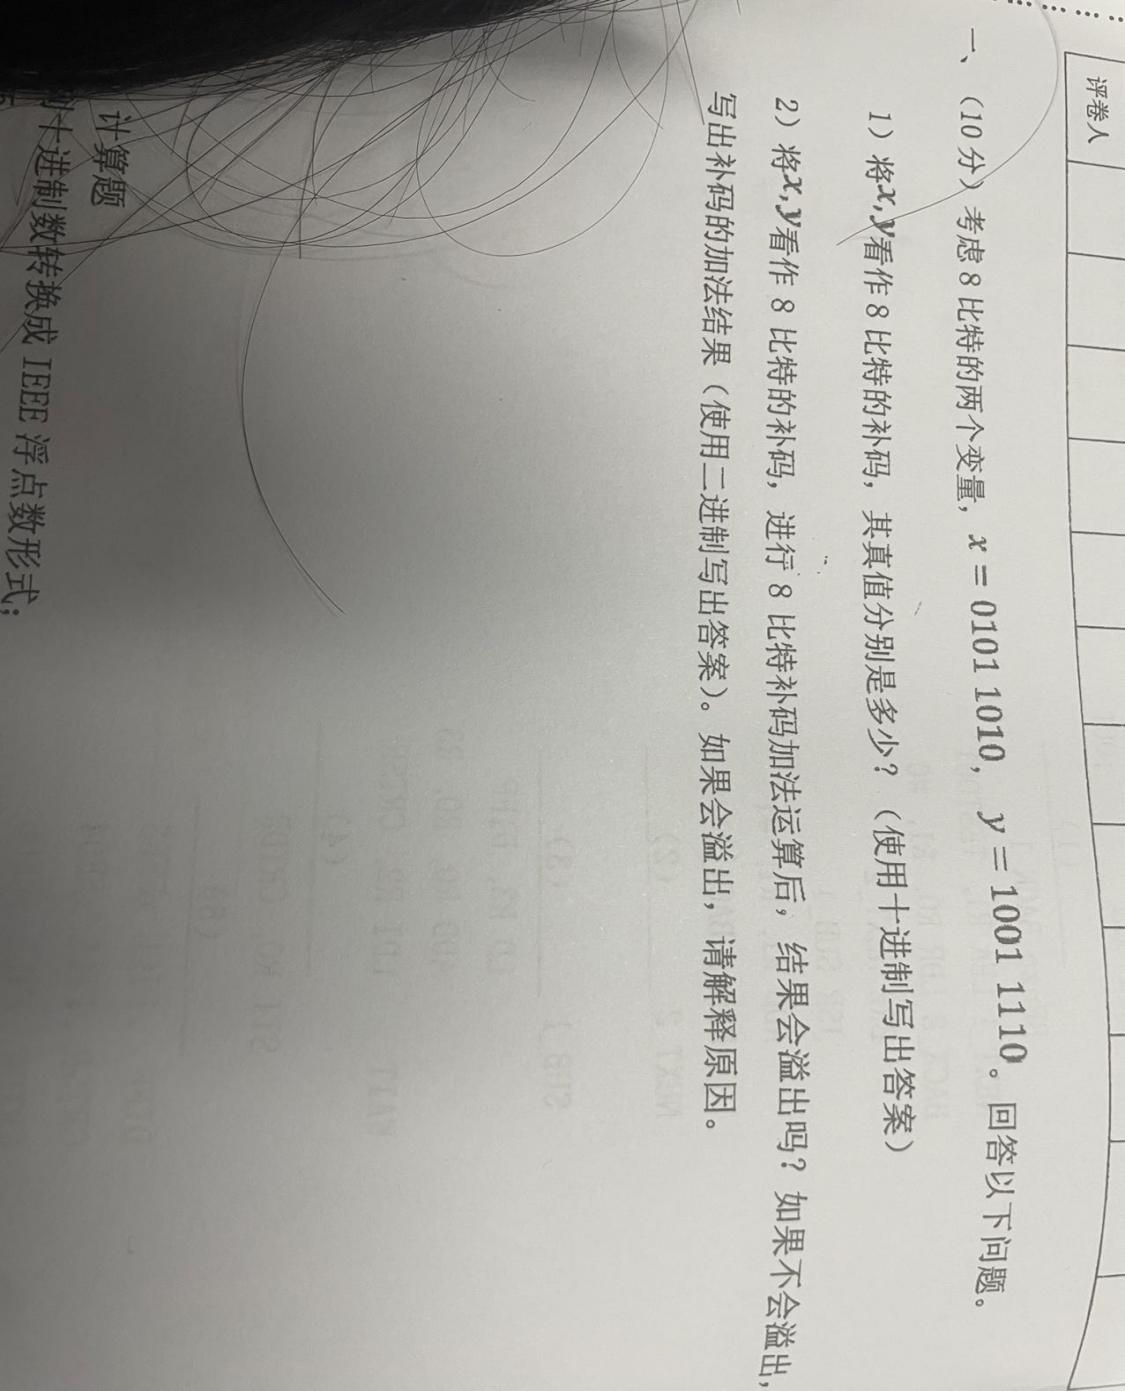 评卷人
一、（10 分）考虑 8 比特的两个变量，x = 0101 1010，y = 1001 1110。回答以下问题。
1）将x,y看作 8 比特的补码，其真值分别是多少？（使用十进制写出答案）
2）将x,y看作 8 比特的补码，进行 8 比特补码加法运算后，结果会溢出吗？如果不会溢出，
写出补码的加法结果（使用二进制写出答案）。如果会溢出，请解释原因。
计算题
十进制数转换成 IEEE 浮点数形式；